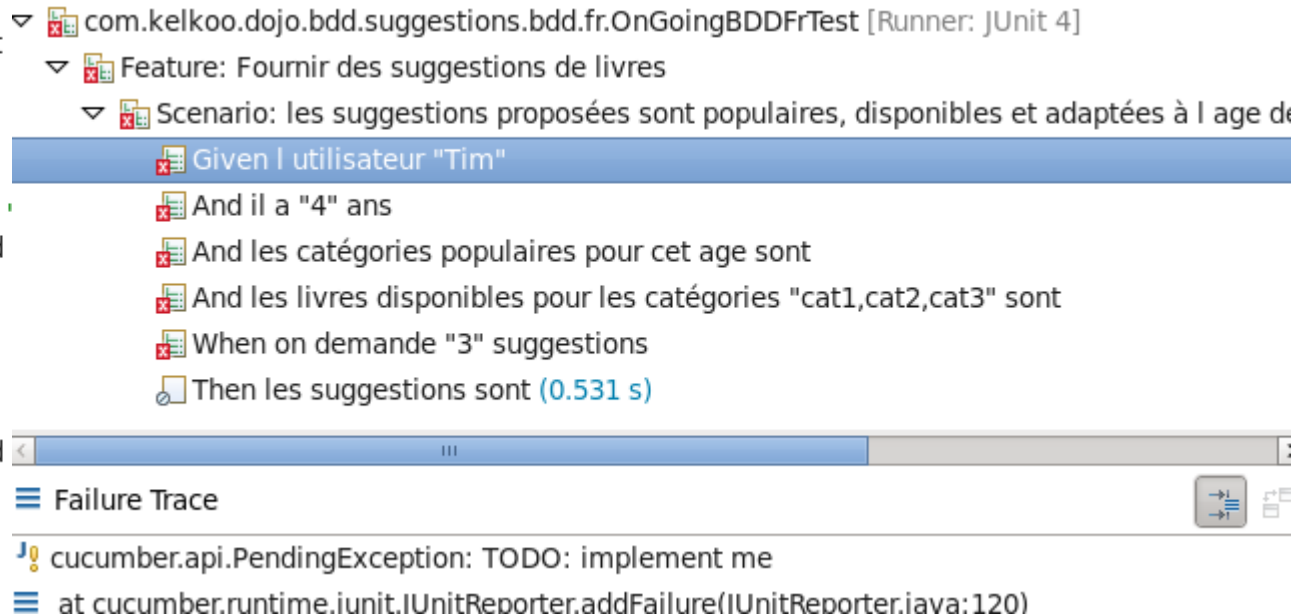 com.kelkoo.dojo.bdd.suggestions.bdd.fr.OnGoingBDDFrTest [Runner: JUnit 4]
Feature: Fournir des suggestions de livres
Scenario: les suggestions proposées sont populaires, disponibles et adaptées à l age de
Given l utilisateur "Tim"
And il a "4" ans
And les catégories populaires pour cet age sont
And les livres disponibles pour les catégories "cat1,cat2,cat3" sont
When on demande "3" suggestions
Then les suggestions sont (0.531 s)
Failure Trace
cucumber.api.PendingException: TODO: implement me
at cucumber.runtime.junit.JUnitReporter.addFailure(JUnitReporter.java:120)